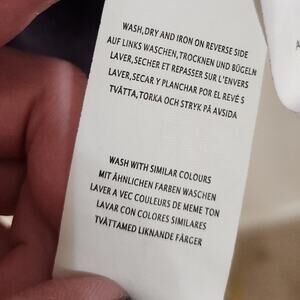 WASH,DRY AND IRON ON REVERSE SIDE
AUF LINKS WASCHEN,TROCKNEN UND BÜGELN
LAVER,SECHER ET REPASSER SUR L'ENVERS
LAVER,SECAR Y PLANCHAR POR EL REVÉS
TVÄTTA,TORKA OCH STRYK PÅ AVSIDA
WASH WITH SIMILAR COLOURS
MIT ÄHNLICHEN FARBEN WASCHEN
LAVER A VEC COULEURS DE MEME TON
LAVAR CON COLORES SIMILARES
TVÄTTAMED LIKNANDE FÄRGER